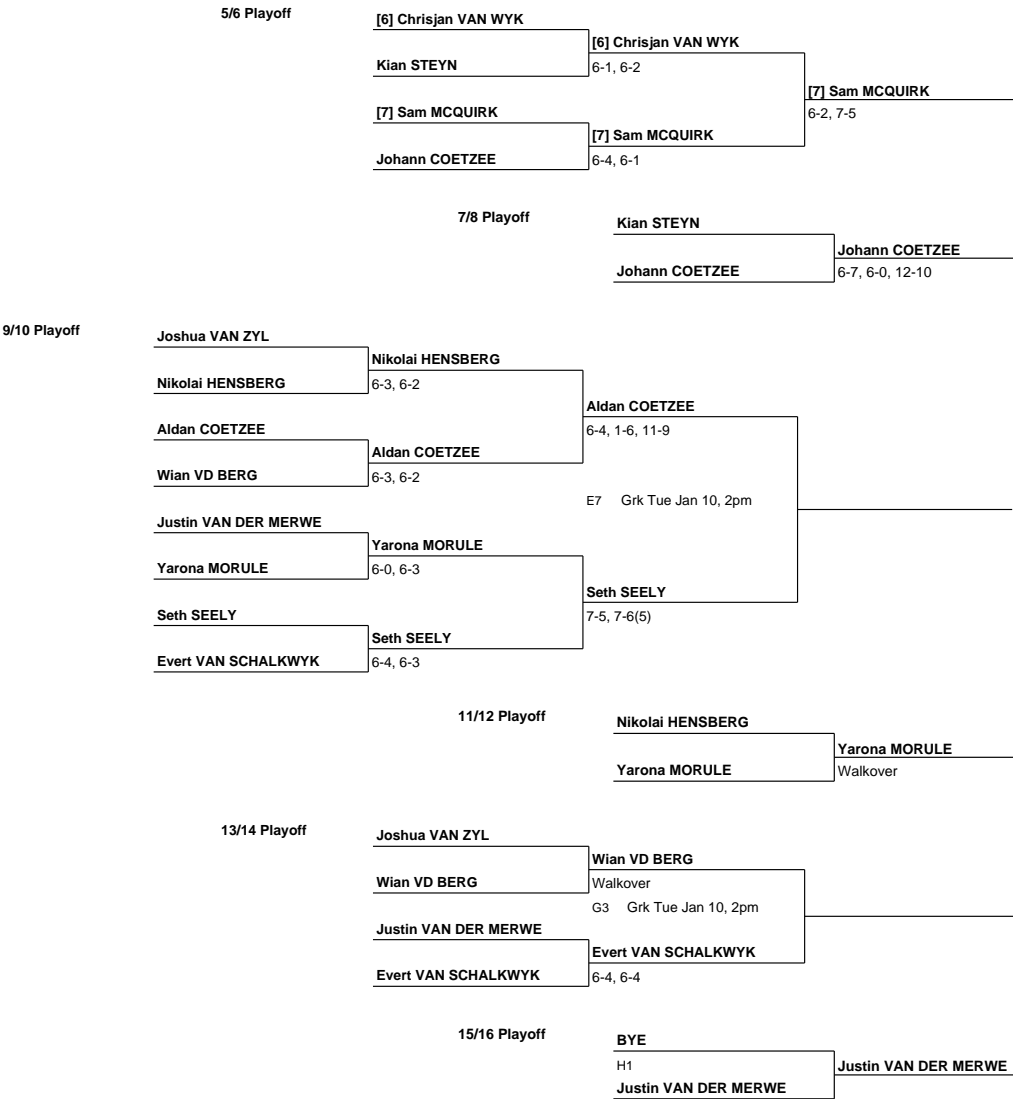 5/6 Playoff
[6] Chrisjan VAN WYK
[6] Chrisjan VAN WYK
Kian STEYN
6-1, 6-2
[7] Sam MCQUIRK
[7] Sam MCQUIRK
6-2, 7-5
[7] Sam MCQUIRK
Johann COETZEE
6-4, 6-1
7/8 Playoff
Kian STEYN
Johann COETZEE
Johann COETZEE
6-7, 6-0, 12-10
9/10 Playoff
Joshua VAN ZYL
Nikolai HENSBERG
Nikolai HENSBERG
6-3, 6-2
Aldan COETZEE
Aldan COETZEE
6-4, 1-6, 11-9
Aldan COETZEE
Wian VD BERG
6-3, 6-2
E7 Grk Tue Jan 10, 2pm
Justin VAN DER MERWE
Yarona MORULE
Yarona MORULE
6-0, 6-3
Seth SEELY
Seth SEELY
7-5, 7-6(5)
Seth SEELY
Evert VAN SCHALKWYK
6-4, 6-3
11/12 Playoff
Nikolai HENSBERG
Yarona MORULE
Yarona MORULE
Walkover
13/14 Playoff
Joshua VAN ZYL
Wian VD BERG
Wian VD BERG
Walkover
G3 Grk Tue Jan 10, 2pm
Justin VAN DER MERWE
Evert VAN SCHALKWYK
Evert VAN SCHALKWYK
6-4, 6-4
15/16 Playoff
BYE
H1
Justin VAN DER MERWE
Justin VAN DER MERWE